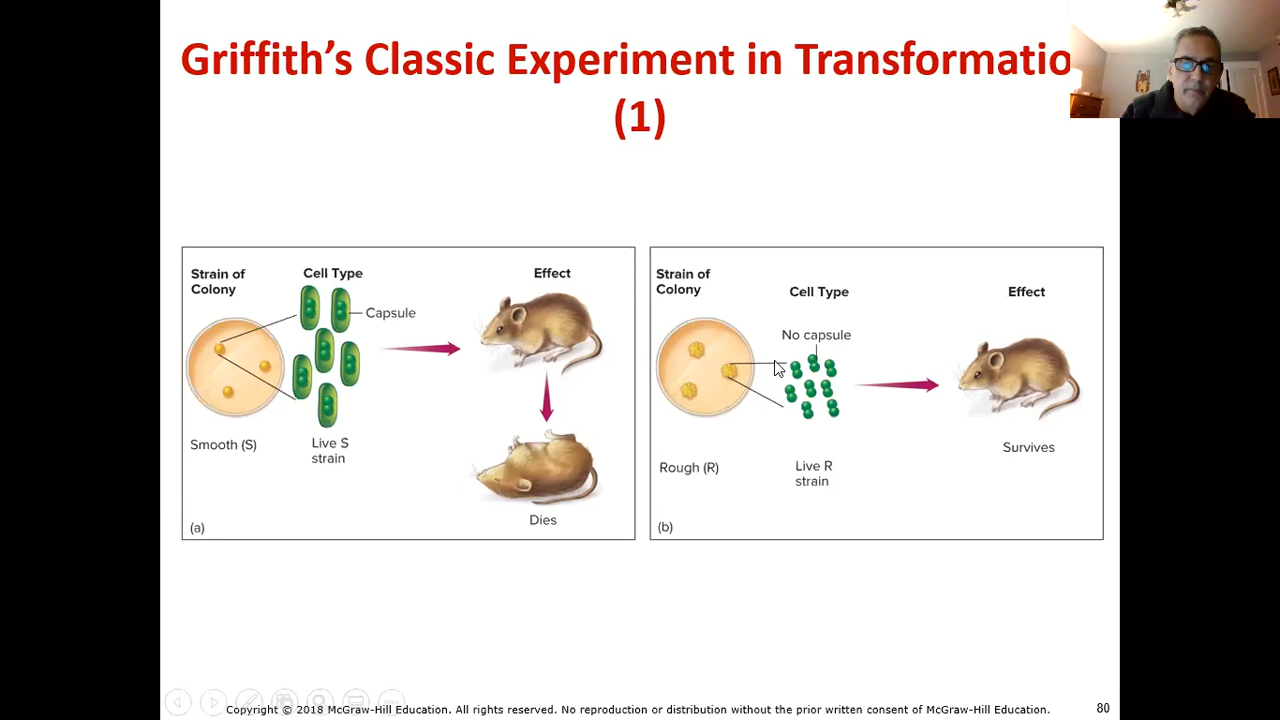 Griffith's Classic Experiment in Transformatio
(1)
Strain of
Colony
Cell Type
Effect
Capsule
Smooth (S)
Live S
strain
Dies
(a)
Strain of
Colony
Cell Type
Effect
No capsule
Rough (R)
Live R
strain
Survives
(b)
Copyright © 2018 McGraw-Hill Education. All rights reserved. No reproduction or distribution without the prior written consent of McGraw-Hill Education.
80